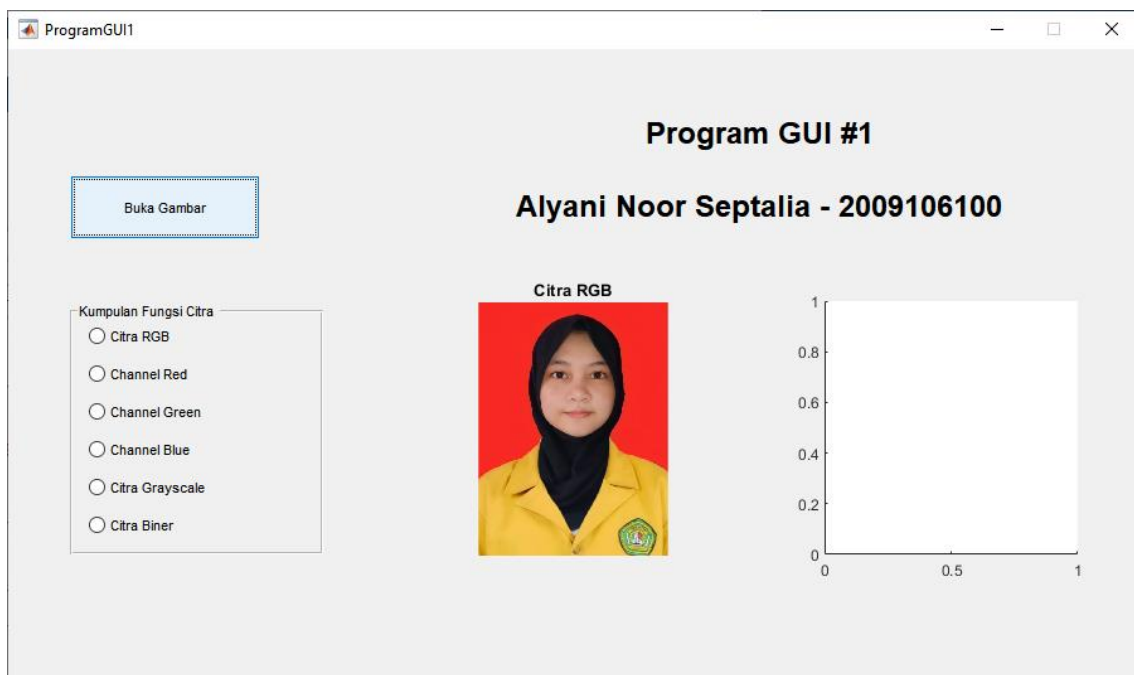 ProgramGUI1
Program GUI #1
Buka Gambar
Alyani Noor Septalia - 2009106100
Kumpulan Fungsi Citra
Citra RGB
Channel Red
Channel Green
Channel Blue
Citra Grayscale
Citra Biner
Citra RGB
1
0.8
0.6
0.4
0.2
0
0
0.5
1